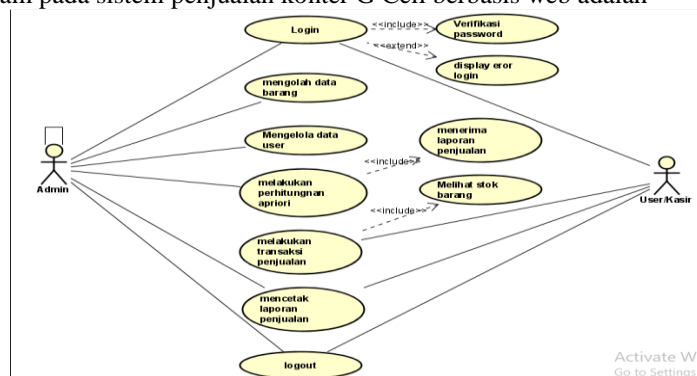 pada sistem penjualan konter G Cell berbasis web adalah
Login
<<include>>
Verifikasi
password
<<extend>>
display eror
login
mengolah data
barang
Mengelola data
user
menerima
laporan
penjualan
<<include>>
Admin
melakukan
perhitungnan
apriori
Melihat stok
barang
User/Kasir
<<include>>
melakukan
transaksi
penjualan
mencetak
laporan
penjualan
logout
Activate W
Go to Settings